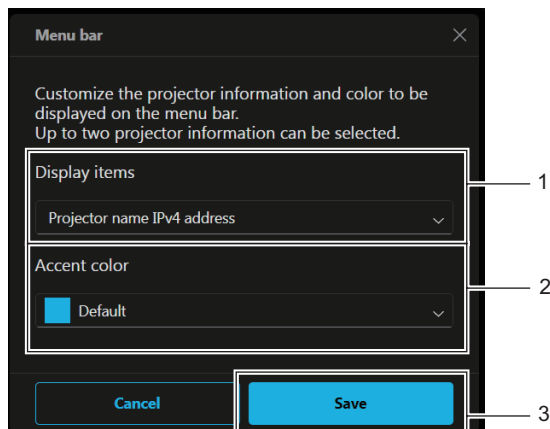 Menu bar
Customize the projector information and color to be
displayed on the menu bar.
Up to two projector information can be selected.
Display items
1
Projector name IPv4 address
Accent color
2
Default
Cancel
Save
3